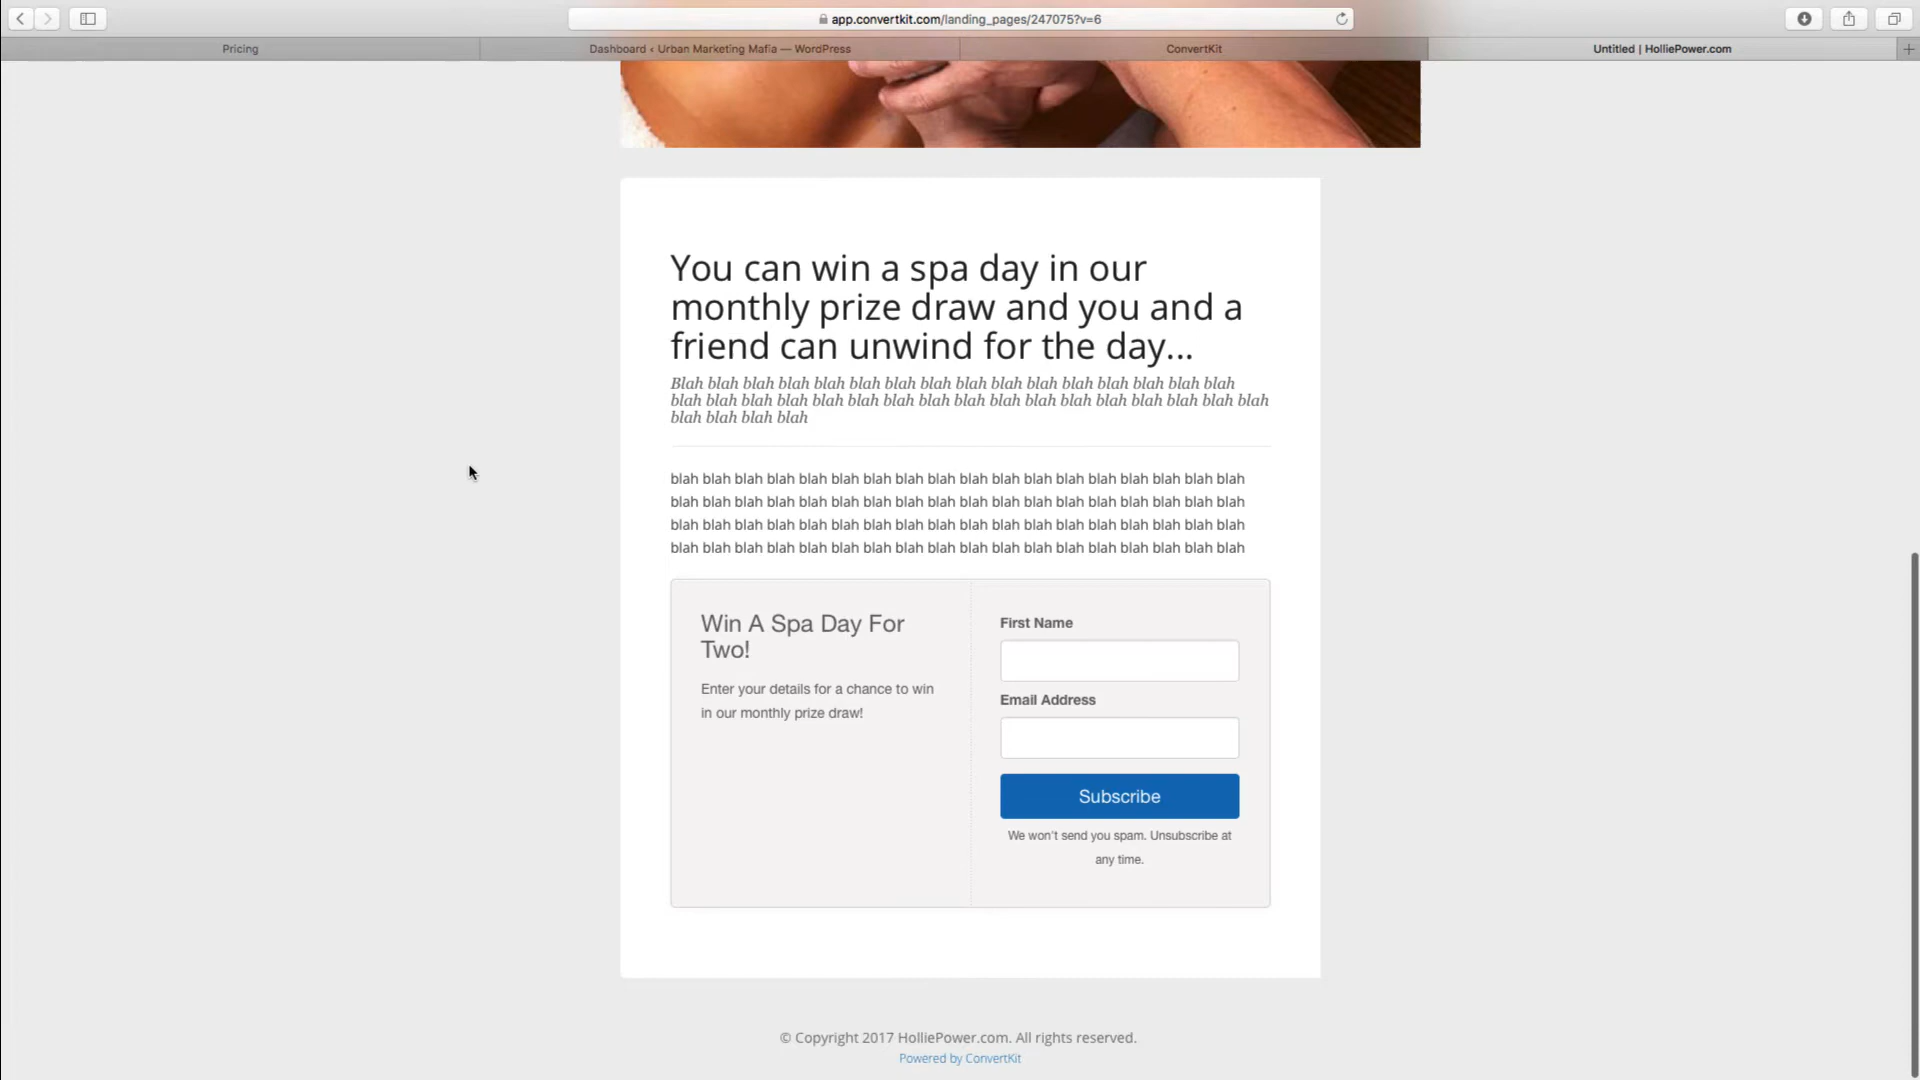 app.convertkit.com/landing_pages/247075?v=6
Pricing
Dashboard ‹ Urban Marketing Mafia — WordPress
ConvertKit
Untitled | HolliePower.com
You can win a spa day in our
monthly prize draw and you and a
friend can unwind for the day...
Blah blah blah blah blah blah blah blah blah blah blah blah blah blah blah blah
blah blah blah blah blah blah blah blah blah blah blah blah blah blah blah blah blah
blah blah blah blah
blah blah blah blah blah blah blah blah blah blah blah blah blah blah blah blah blah blah
blah blah blah blah blah blah blah blah blah blah blah blah blah blah blah blah blah blah
blah blah blah blah blah blah blah blah blah blah blah blah blah blah blah blah blah blah
blah blah blah blah blah blah blah blah blah blah blah blah blah blah blah blah blah blah
Win A Spa Day For
Two!
Enter your details for a chance to win
in our monthly prize draw!
First Name
Email Address
Subscribe
We won't send you spam. Unsubscribe at
any time.
© Copyright 2017 HolliePower.com. All rights reserved.
Powered by ConvertKit